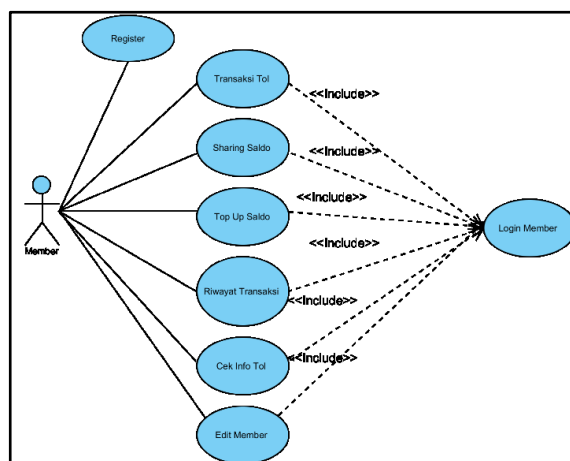 Register
Transaksi Tol
<<Include>>
Sharing Saldo
<<Include>>
Top Up Saldo
<<Include>>
Login Member
Member
<<Include>>
Riwayat Transaksi
<<Include>>
Cek Info Tol
<<Include>>
Edit Member